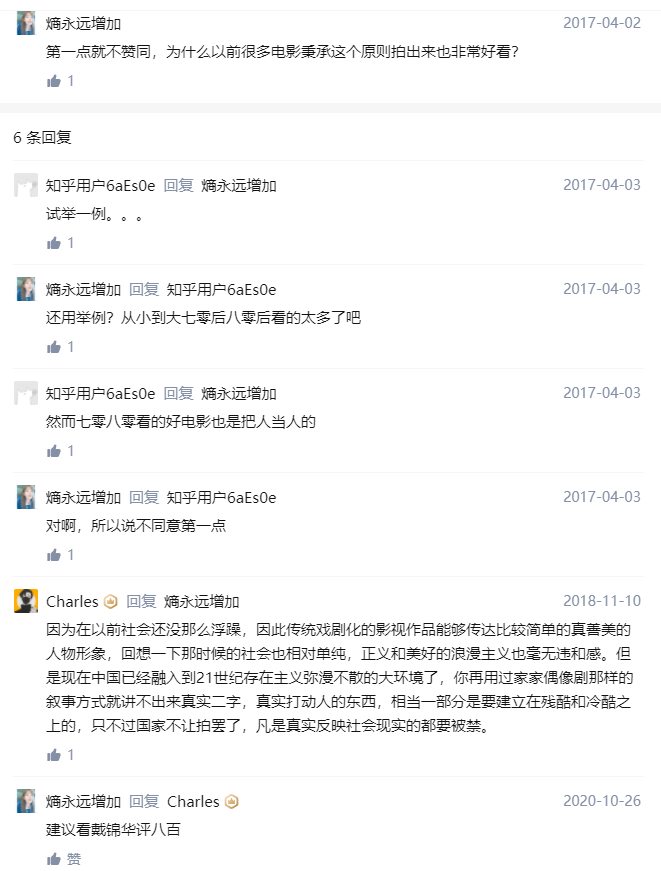 熵永远增加 2017-04-02
第一点就不赞同，为什么以前很多电影秉承这个原则拍出来也非常好看？
1
6 条回复
知乎用户6aEs0e 回复 熵永远增加 2017-04-03
试举一例。。。
1
熵永远增加 回复 知乎用户6aEs0e 2017-04-03
还用举例？从小到大七零后八零后看的太多了吧
1
知乎用户6aEs0e 回复 熵永远增加 2017-04-03
然而七零八零看的好电影也是把人当人的
1
熵永远增加 回复 知乎用户6aEs0e 2017-04-03
对啊，所以说不同意第一点
1
Charles 回复 熵永远增加 2018-11-10
因为在以前社会还没那么浮躁，因此传统戏剧化的影视作品能够传达比较简单的真善美的
人物形象，回想一下那时候的社会也相对单纯，正义和美好的浪漫主义也毫无违和感。但
是现在中国已经融入到21世纪存在主义弥漫不散的大环境了，你再用过家家偶像剧那样的
叙事方式就讲不出来真实二字，真实打动人的东西，相当一部分是要建立在残酷和冷酷之
上的，只不过国家不让拍罢了，凡是真实反映社会现实的都要被禁。
1
熵永远增加 回复 Charles 2020-10-26
建议看戴锦华评八百
赞